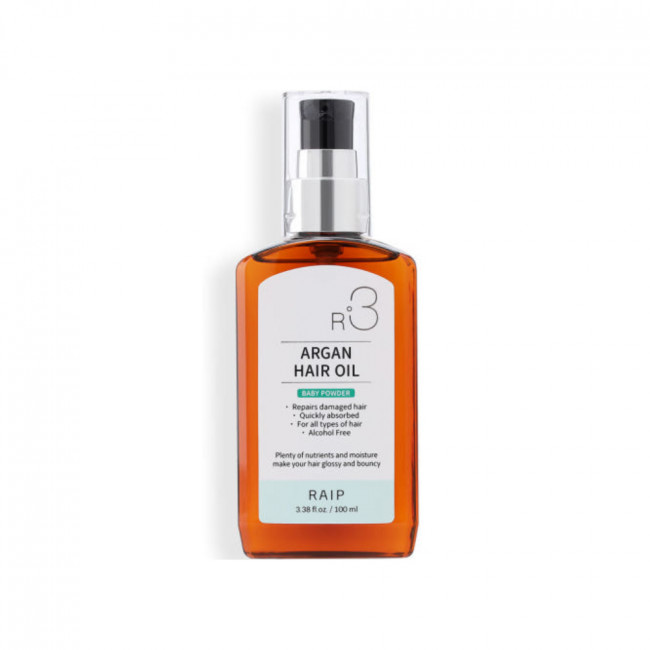 R3
ARGAN
HAIR OIL
BABY POWDER
• Repairs damaged hair
• Quickly absorbed
• For all types of hair
• Alcohol Free
Plenty of nutrients and moisture
make your hair glossy and bouncy
RAIP
3.38 fl oz. / 100 ml